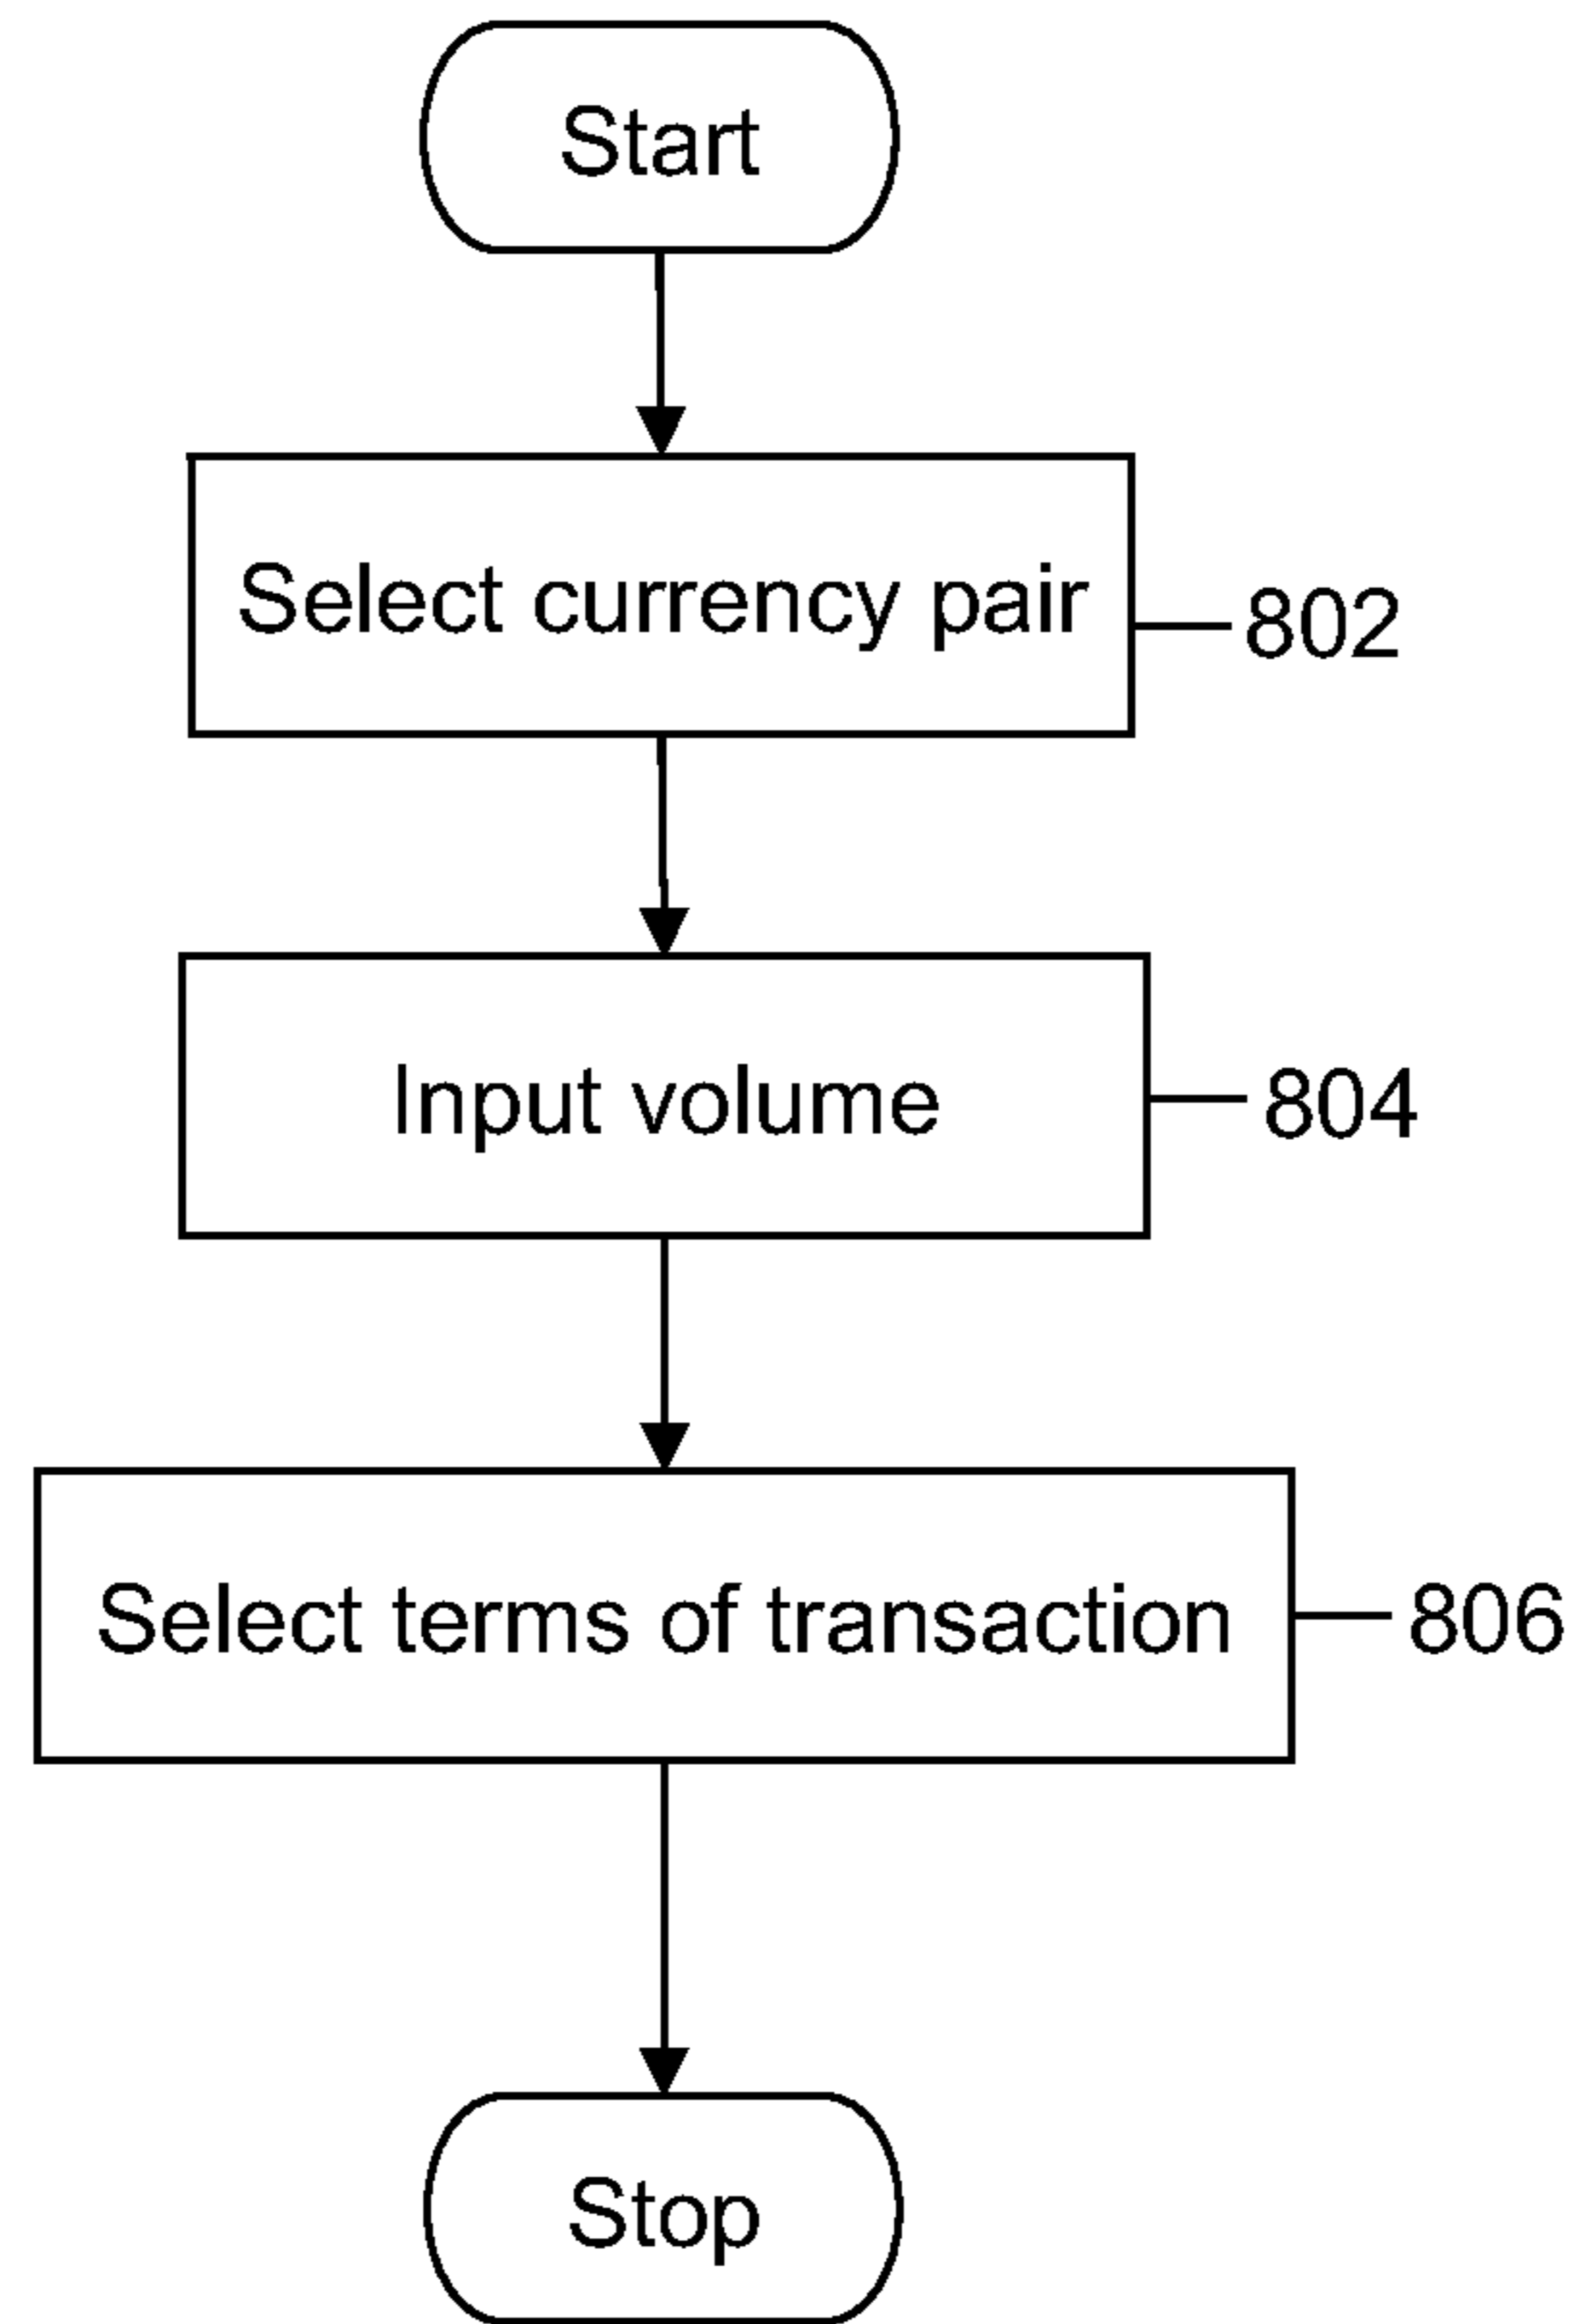 Start
Select currency pair
802
Input volume
804
Select terms of transaction
806
Stop